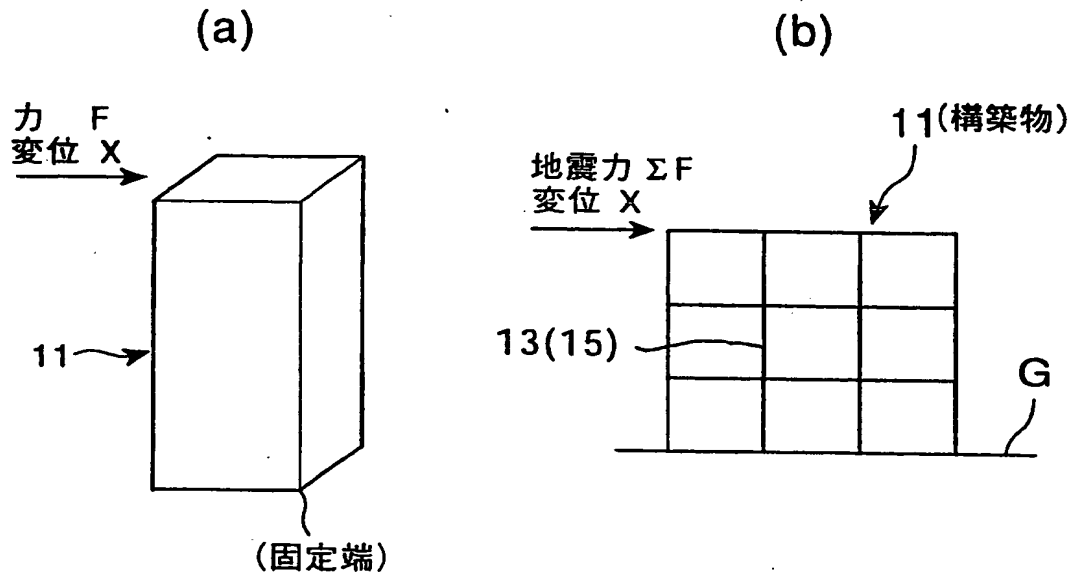 (a)
力 F
変位 X
11
(固定端)
(b)
11(構築物)
地震力 ΣF
変位 X
13(15)
G